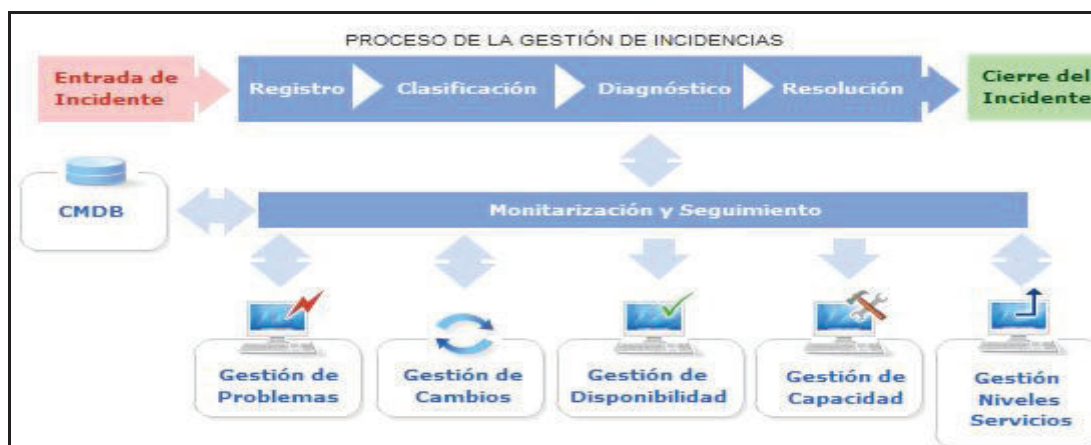 PROCESO DE LA GESTIÓN DE INCIDENCIAS
Entrada de
Incidente
Registro
Clasificación
Diagnóstico
Resolución
Cierre del
Incidente
CMDB
Monitarización y Seguimiento
Gestión de
Problemas
Gestión de
Cambios
Gestión de
Disponibilidad
Gestión de
Capacidad
Gestión
Niveles
Servicios